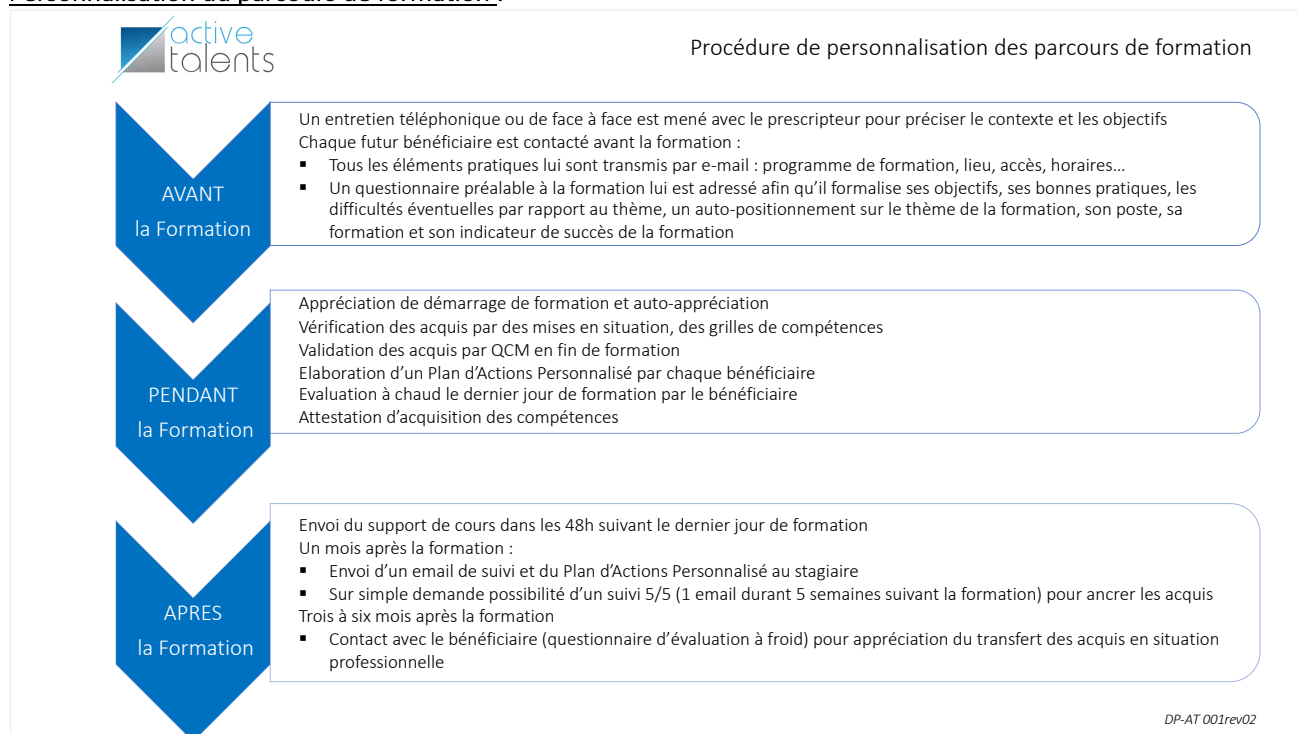 Personnalisation du parcours de formation :
active
talents
Procédure de personnalisation des parcours de formation
AVANT
la Formation
Un entretien téléphonique ou de face à face est mené avec le prescripteur pour préciser le contexte et les objectifs
Chaque futur bénéficiaire est contacté avant la formation :
▪ Tous les éléments pratiques lui sont transmis par e-mail : programme de formation, lieu, accès, horaires…
▪ Un questionnaire préalable à la formation lui est adressé afin qu'il formalise ses objectifs, ses bonnes pratiques, les
difficultés éventuelles par rapport au thème, un auto-positionnement sur le thème de la formation, son poste, sa
formation et son indicateur de succès de la formation
PENDANT
la Formation
Appréciation de démarrage de formation et auto-appréciation
Vérification des acquis par des mises en situation, des grilles de compétences
Validation des acquis par QCM en fin de formation
Elaboration d'un Plan d'Actions Personnalisé par chaque bénéficiaire
Evaluation à chaud le dernier jour de formation par le bénéficiaire
Attestation d'acquisition des compétences
APRES
la Formation
Envoi du support de cours dans les 48h suivant le dernier jour de formation
Un mois après la formation :
▪ Envoi d'un email de suivi et du Plan d'Actions Personnalisé au stagiaire
▪ Sur simple demande possibilité d'un suivi 5/5 (1 email durant 5 semaines suivant la formation) pour ancrer les acquis
Trois à six mois après la formation
▪ Contact avec le bénéficiaire (questionnaire d'évaluation à froid) pour appréciation du transfert des acquis en situation
professionnelle
DP-AT 001rev02